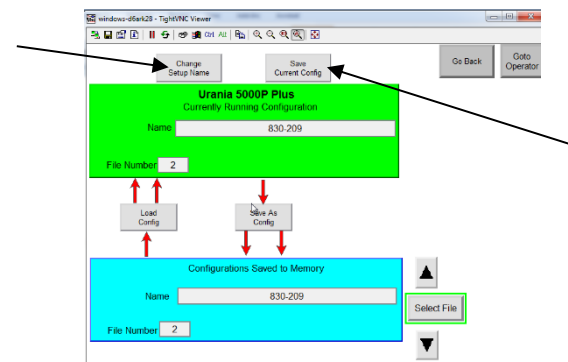 windows-d6ark28 - TightVNC Viewer
Ctrl Alt
Change
Setup Name
Save
Current Config
Go Back
Goto
Operator
Urania 5000P Plus
Currently Running Configuration
Name 830-209
File Number 2
Load
Config
Save As
Config
Configurations Saved to Memory
Name 830-209
Select File
File Number 2